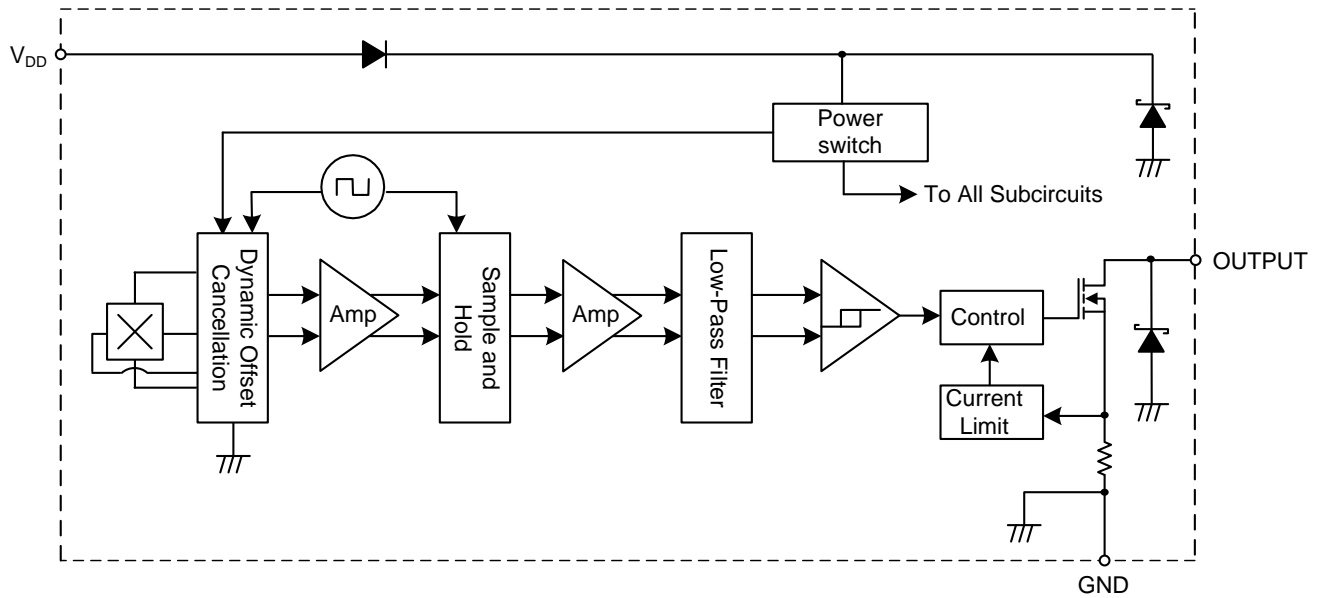 V_DD
Power
switch
To All Subcircuits
OUTPUT
Dynamic Offset
Cancellation
Amp
Sample and
Hold
Amp
Low-Pass Filter
Control
Current
Limit
GND